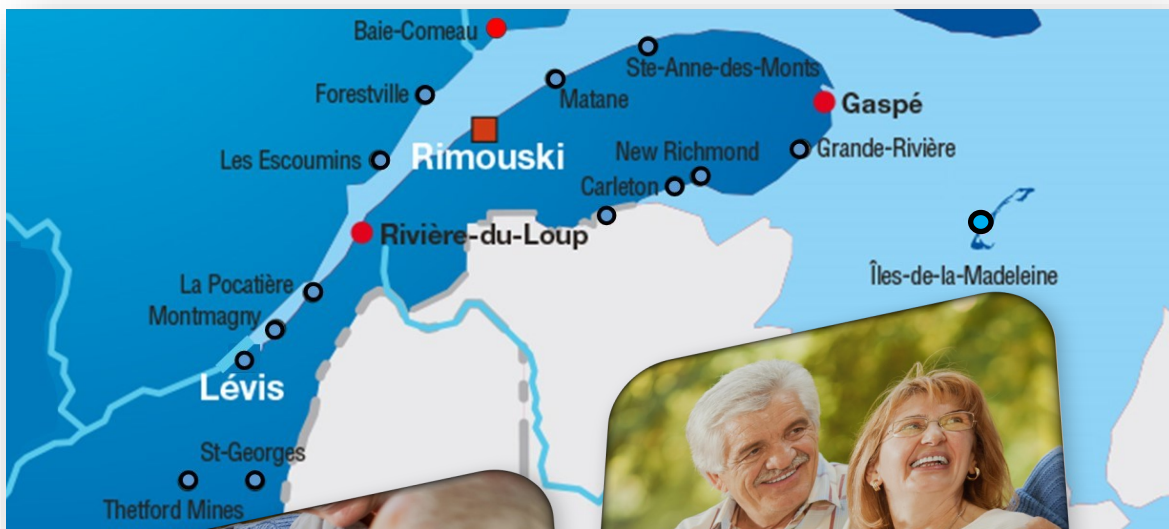 Baie-Comeau
Ste-Anne-des-Monts
Forestville
Matane
Gaspé
Les Escoumins
Rimouski
New Richmond
Grande-Rivière
Carleton
Rivière-du-Loup
Îles-de-la-Madeleine
La Pocatière
Montmagny
Lévis
St-Georges
Thetford Mines